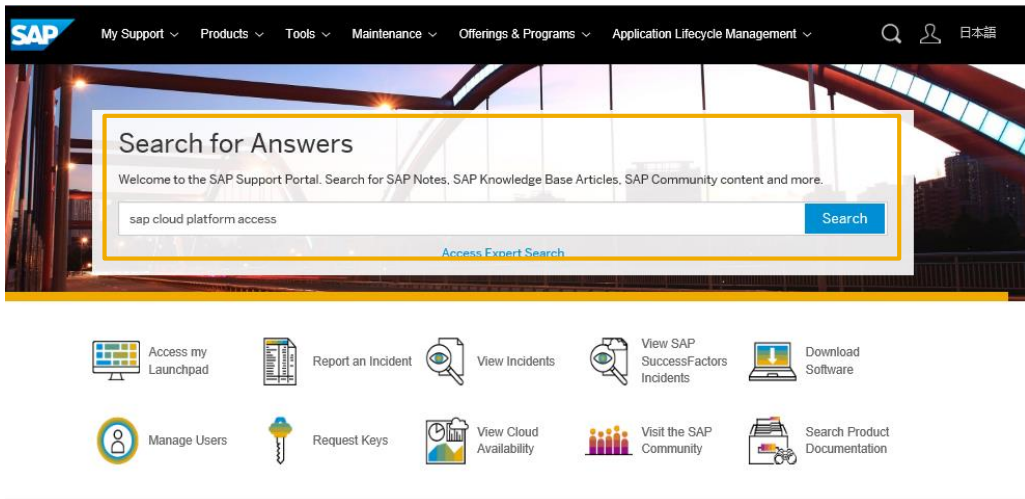 SAP My Support Products Tools Maintenance Offerings & Programs Application Lifecycle Management 日本語
Search for Answers
Welcome to the SAP Support Portal. Search for SAP Notes, SAP Knowledge Base Articles, SAP Community content and more.
sap cloud platform access Search
Access Expert Search
Access my
Launchpad
Report an Incident
View Incidents
View SAP
SuccessFactors
Incidents
Download
Software
Manage Users
Request Keys
View Cloud
Availability
Visit the SAP
Community
Search Product
Documentation